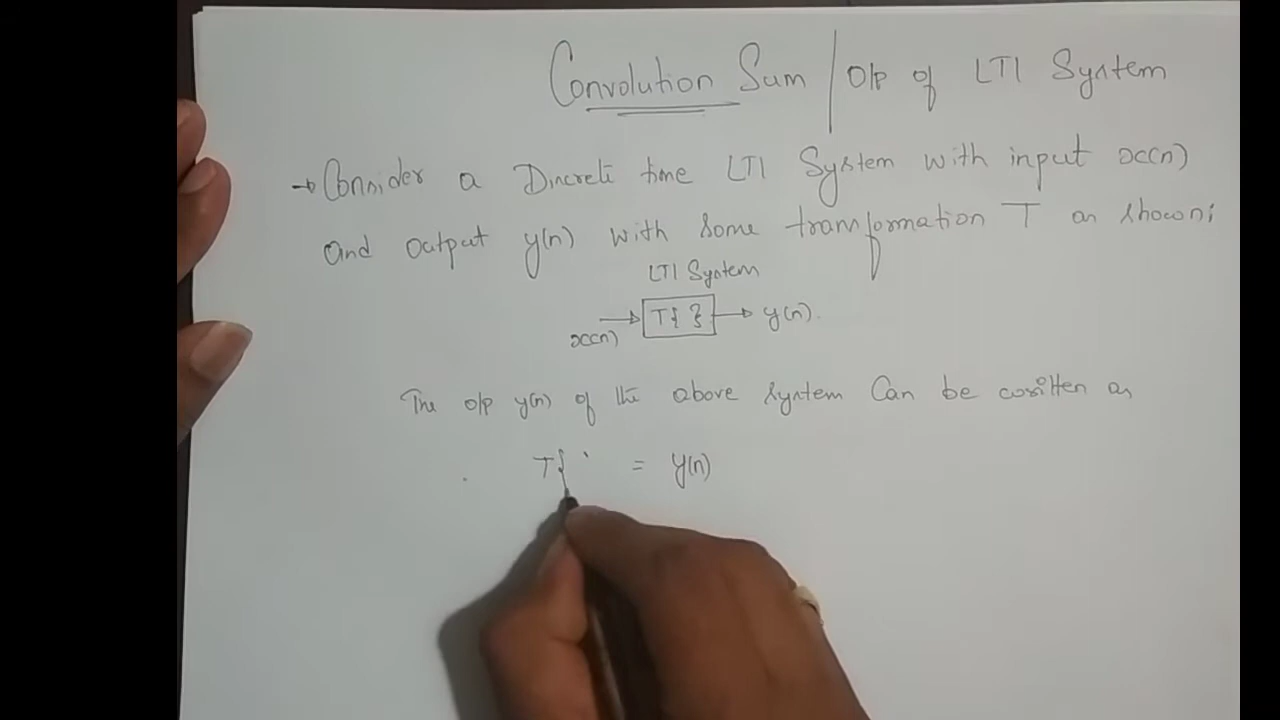 Convolution Sum / O/p of LTI System
→ Consider a Discrete time LTI System with input x(n)
and output y(n) with some transformation T as shown;
LTI System
x(n) → T{ } → y(n).
The o/p y(n) of the above system can be written as
T{ = y(n)